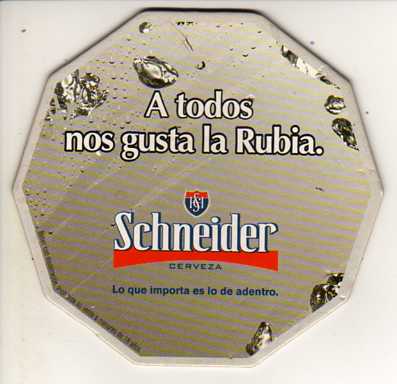 A todos
nos gusta la Rubia.
Schneider
CERVEZA
Lo que importa es lo de adentro.